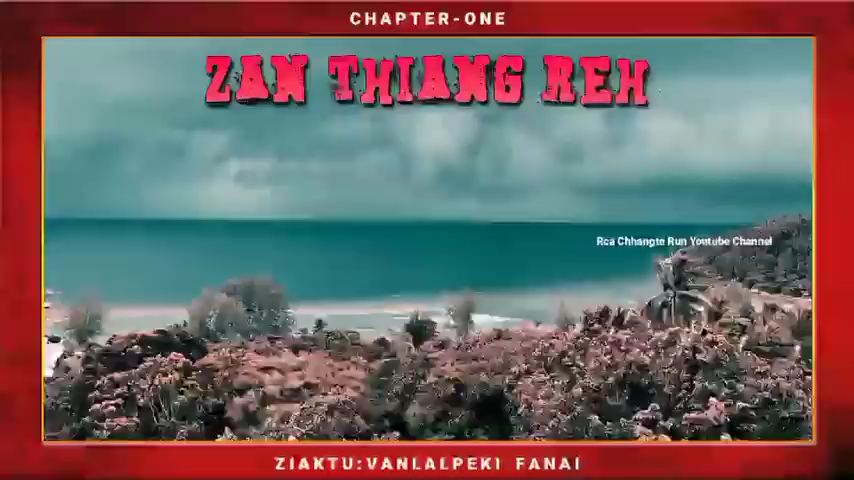 CHAPTER-ONE
ZAN THIANG REH
Rca Chhangte Run Youtube Channel
ZIAKTU:VANLALPEKI FANAI